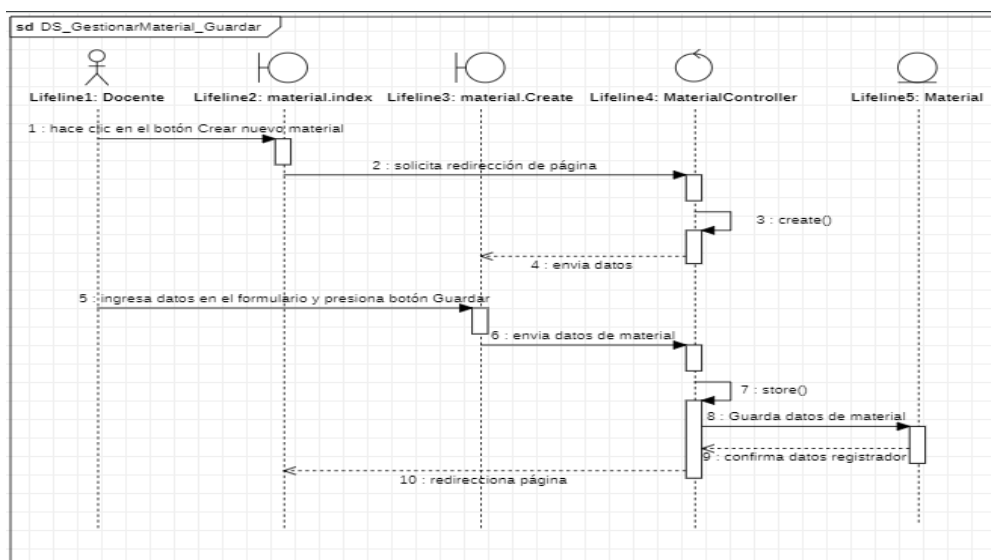 sd DS_GestionarMaterial_Guardar
Lifeline1: Docente
Lifeline2: material.index
Lifeline3: material.Create
Lifeline4: MaterialController
Lifeline5: Material
1 : hace clic en el botón Crear nuevo material
2 : solicita redirección de página
3 : create()
4 : envia datos
5 : ingresa datos en el formulario y presiona botón Guardar
6 : envia datos de material
7 : store()
8 : Guarda datos de material
9 : confirma datos registrador
10 : redirecciona página